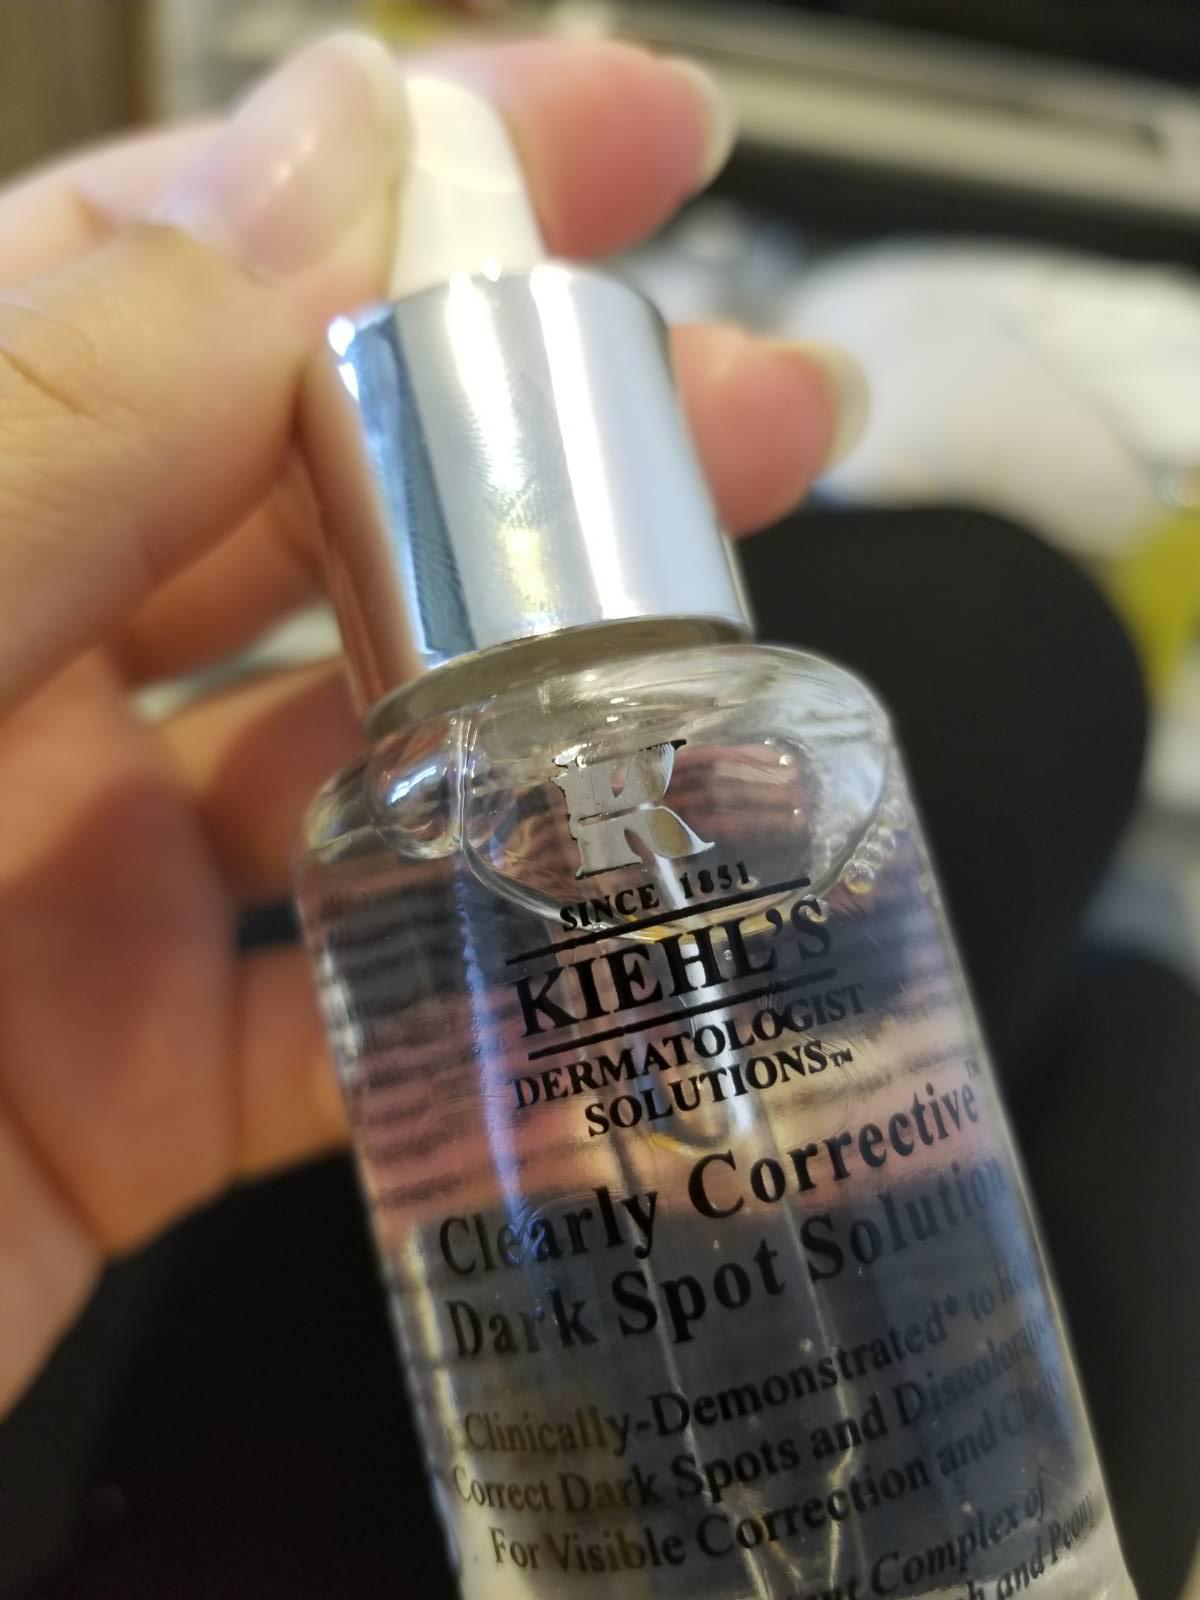 K
SINCE 1851
KIEHL'S
DERMATOLOGIST
SOLUTIONS™
Clearly Corrective™
Dark Spot Solution
Clinically-Demonstrated* to
Correct Dark Spots and
For Visible Correction and
Complex of
and